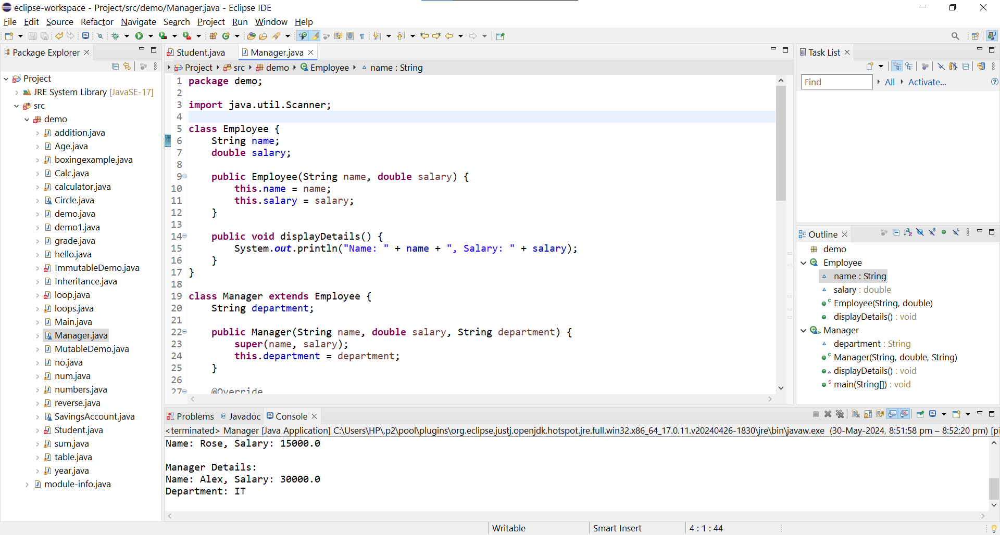 eclipse-workspace - Project/src/demo/Manager.java - Eclipse IDE
File Edit Source Refactor Navigate Search Project Run Window Help
Package Explorer
Project
JRE System Library [JavaSE-17]
src
demo
addition.java
Age.java
boxingexample.java
Calc.java
calculator.java
Circle.java
demo.java
demo1.java
grade.java
hello.java
ImmutableDemo.java
Inheritance.java
loop.java
loops.java
Main.java
Manager.java
MutableDemo.java
no.java
num.java
numbers.java
reverse.java
SavingsAccount.java
Student.java
sum.java
table.java
year.java
module-info.java
Student.java Manager.java
Project src demo Employee name : String
1 package demo;
2
3 import java.util.Scanner;
4
5 class Employee {
6 String name;
7 double salary;
8
9 public Employee(String name, double salary) {
10 this.name = name;
11 this.salary = salary;
12 }
13
14 public void displayDetails() {
15 System.out.println("Name: " + name + ", Salary: " + salary);
16 }
17 }
18
19 class Manager extends Employee {
20 String department;
21
22 public Manager(String name, double salary, String department) {
23 super(name, salary);
24 this.department = department;
25 }
26
27 @Override
Task List
Find All Activate...
Outline
demo
Employee
name : String
salary : double
Employee(String, double)
displayDetails() : void
Manager
department : String
Manager(String, double, String)
displayDetails() : void
main(String[]) : void
Problems Javadoc Console
<terminated> Manager [Java Application] C:\Users\HP\.p2\pool\plugins\org.eclipse.justj.openjdk.hotspot.jre.full.win32.x86_64_17.0.11.v20240426-1830\jre\bin\javaw.exe (30-May-2024, 8:51:58 pm – 8:52:20 pm) [pi
Name: Rose, Salary: 15000.0
Manager Details:
Name: Alex, Salary: 30000.0
Department: IT
Writable Smart Insert 4 : 1 : 44